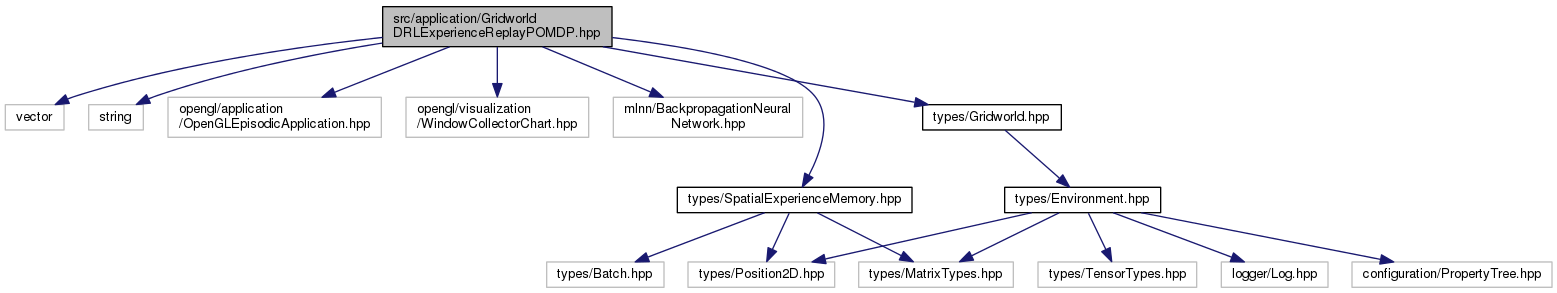 src/application/Gridworld
DRLExperienceReplayPOMDP.hpp
vector
string
opengl/application
/OpenGLEpisodicApplication.hpp
opengl/visualization
/WindowCollectorChart.hpp
mlnn/BackpropagationNeural
Network.hpp
types/Gridworld.hpp
types/SpatialExperienceMemory.hpp
types/Environment.hpp
types/Batch.hpp
types/Position2D.hpp
types/MatrixTypes.hpp
types/TensorTypes.hpp
logger/Log.hpp
configuration/PropertyTree.hpp